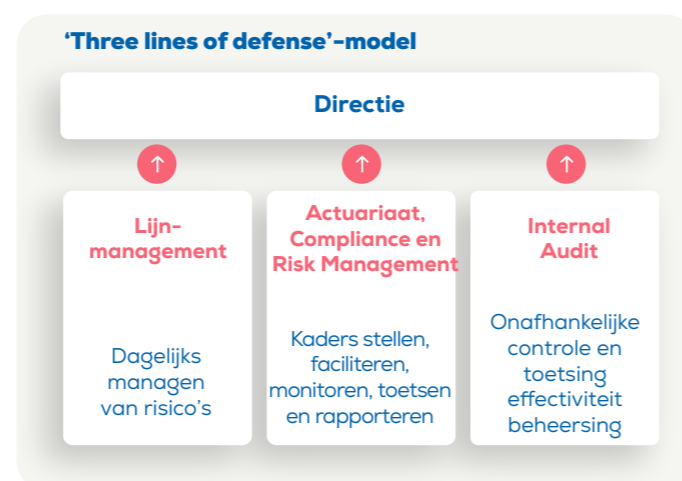 ‘Three lines of defense’-model
Directie
Lijn-
management
Dagelijks
managen
van risico’s
Actuariaat,
Compliance en
Risk Management
Kaders stellen,
faciliteren,
monitoren, toetsen
en rapporteren
Internal
Audit
Onafhankelijke
controle en
toetsing
effectiviteit
beheersing